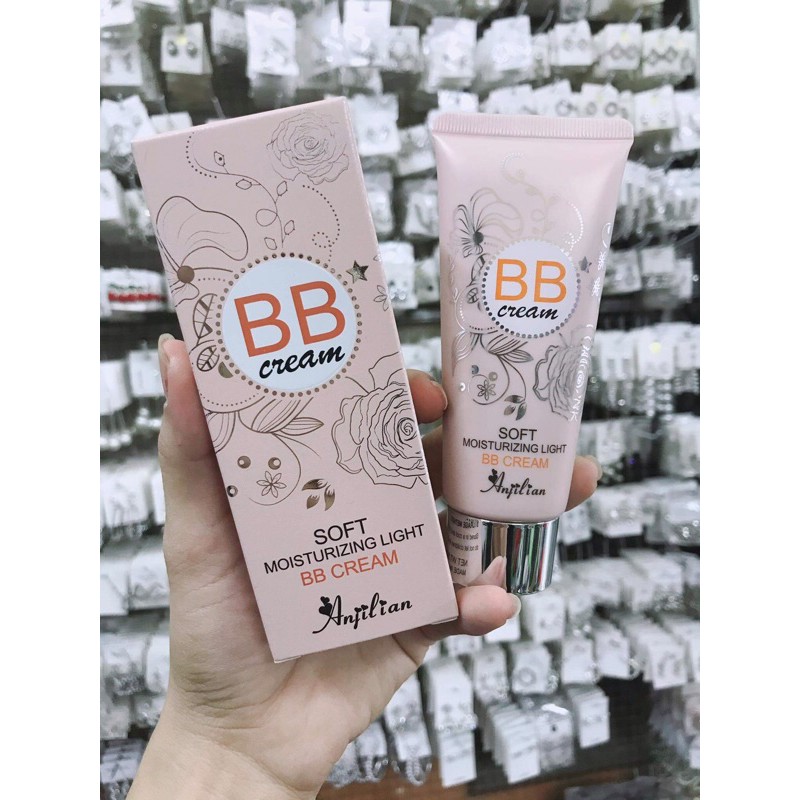 BB
cream
SOFT
MOISTURIZING LIGHT
BB CREAM
Anjilian
BB
cream
SOFT
MOISTURIZING LIGHT
BB CREAM
Anjilian